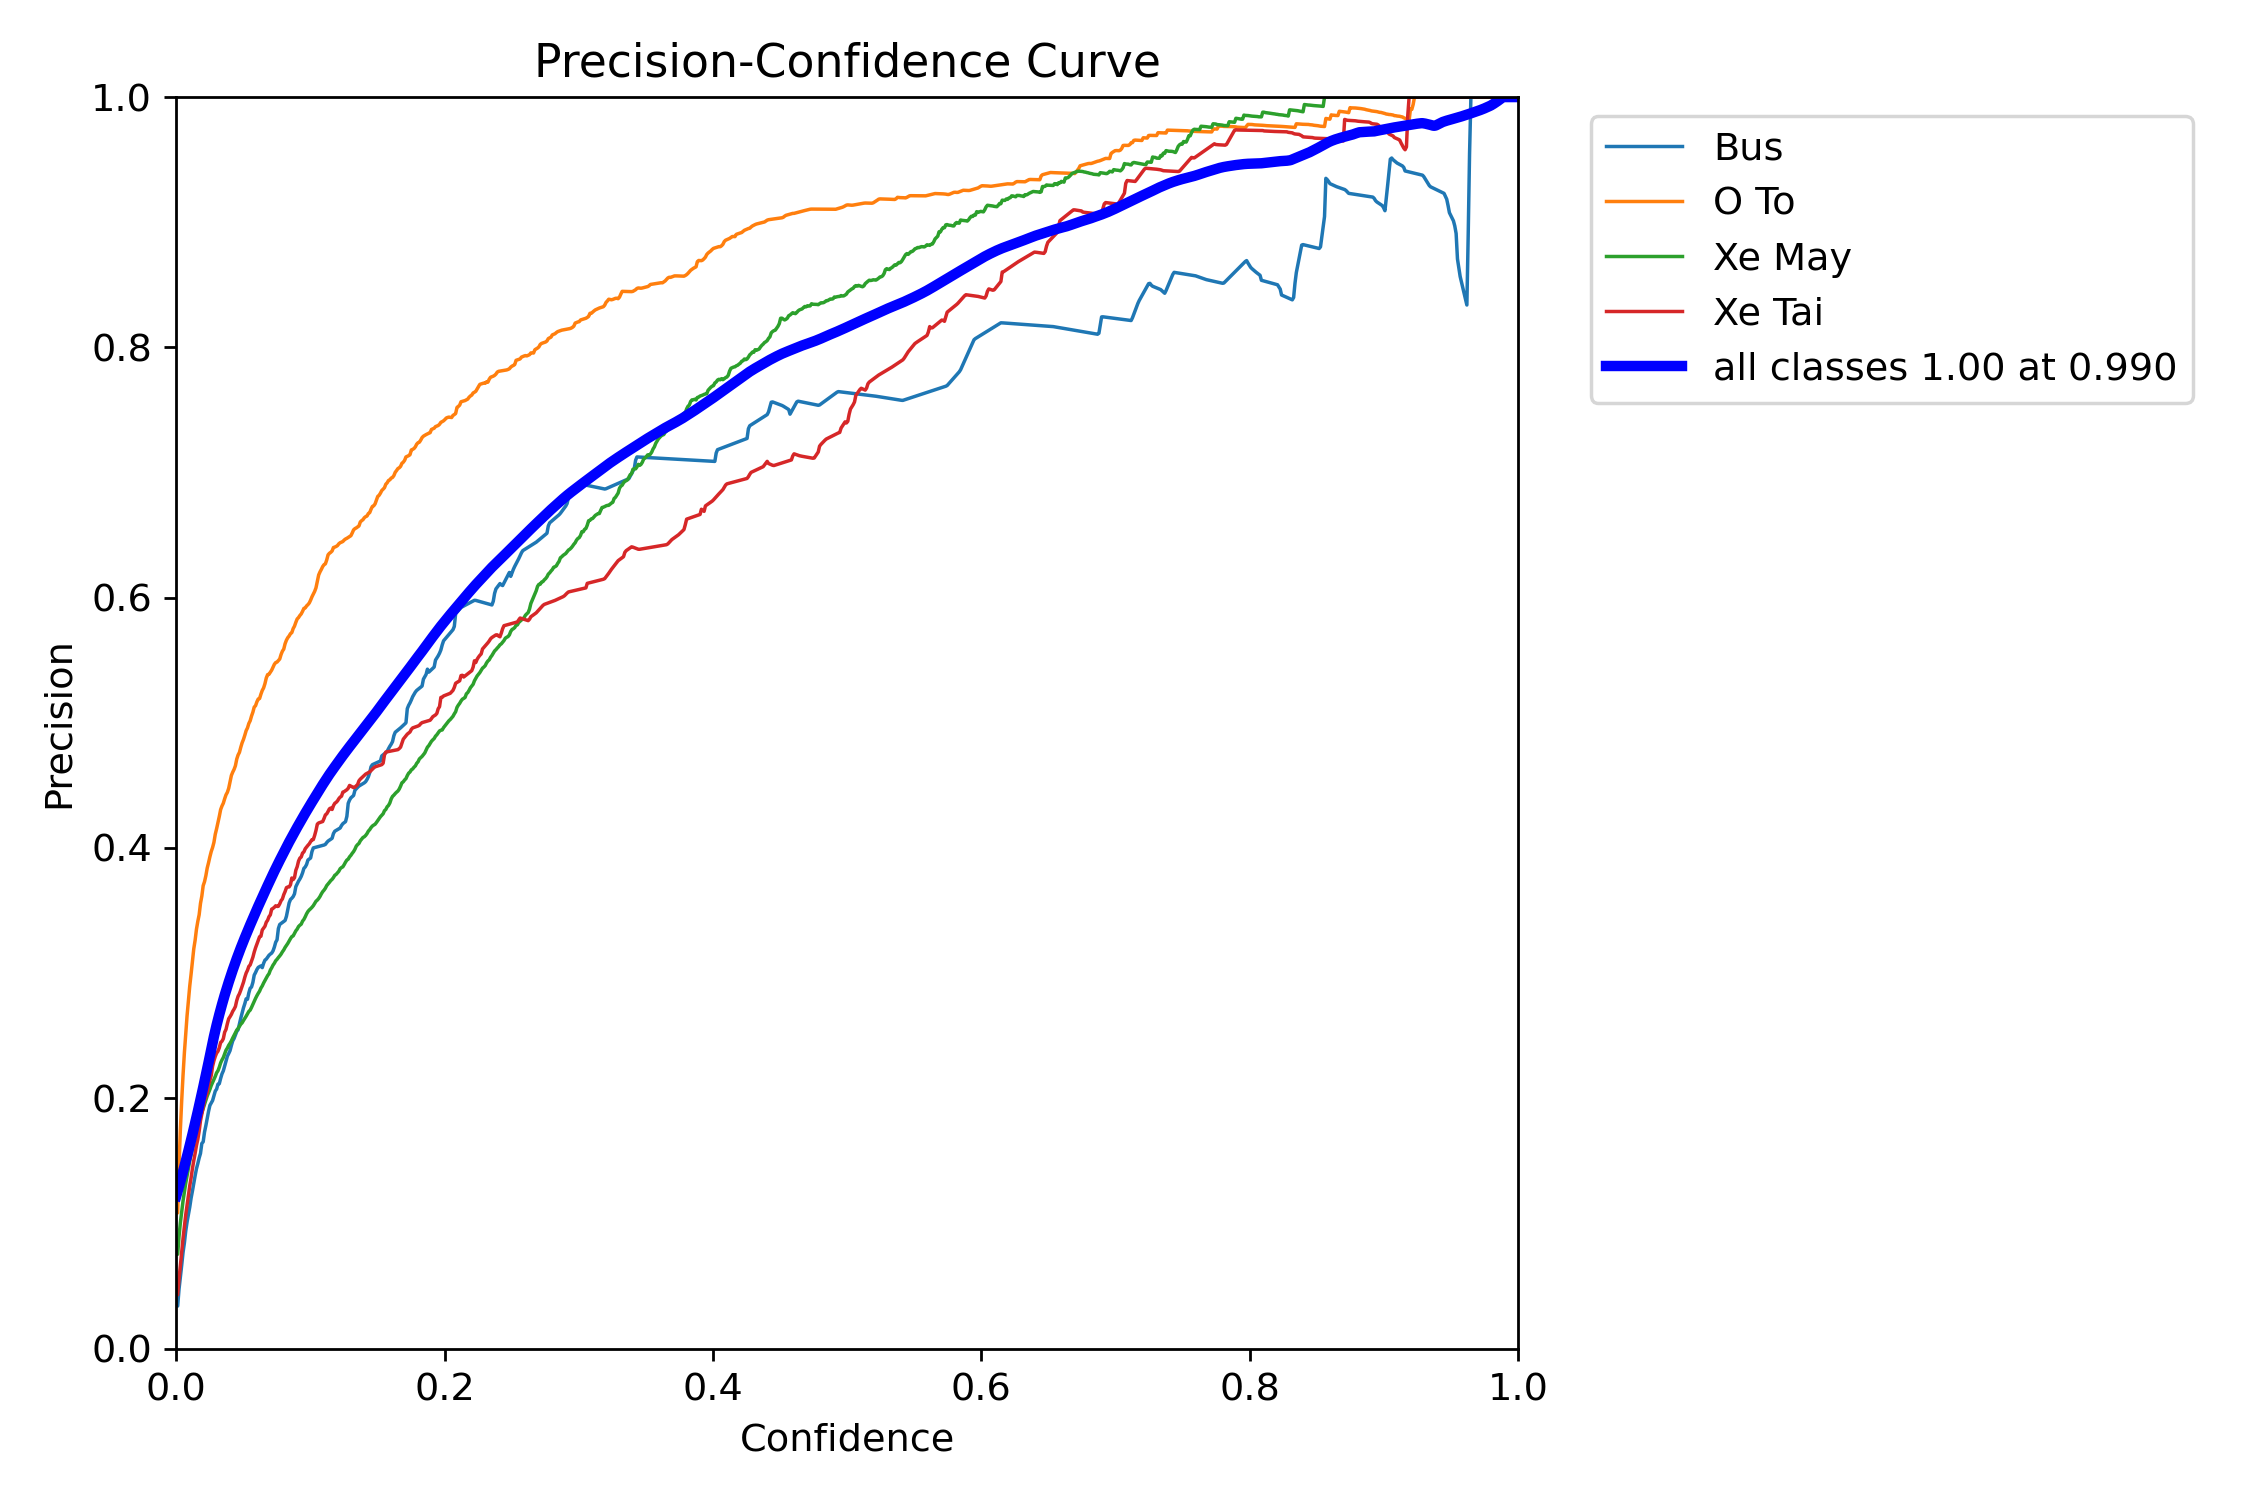 Precision-Confidence Curve
1.0
0.8
0.6
0.4
0.2
0.0
Precision
0.0 0.2 0.4 0.6 0.8 1.0
Confidence
Bus
O To
Xe May
Xe Tai
all classes 1.00 at 0.990